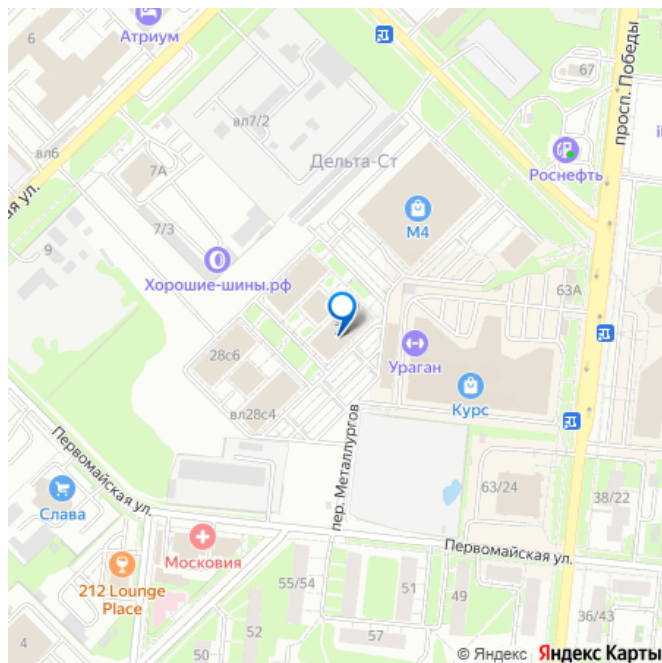 6
Атриум
67
просп. Победы
вл7/2
Роснефть
вл6
7А
Дельта-Ст
ая ул.
М4
7/3
9
Хорошие-шины.рф
63А
28с6
Ураган
Курс
вл28с4
пер. Металлургов
Первомайская ул.
63/24
38/22
Слава
Московия
Первомайская ул.
212 Lounge
Place
55/54
51
49
50
52
57
36/43
4
© Яндекс Яндекс Карты